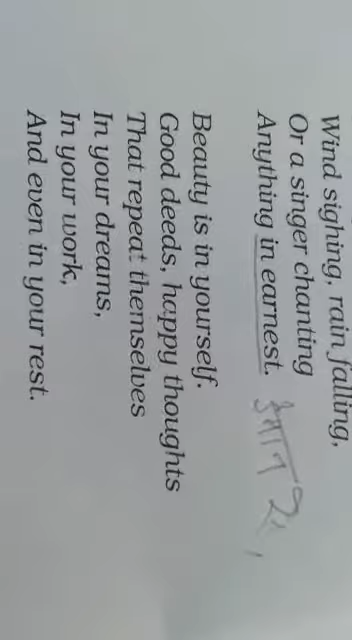 Wind sighing, rain falling,
Or a singer chanting
Anything in earnest.
Beauty is in yourself.
Good deeds, happy thoughts
That repeat themselves
In your dreams,
In your work,
And even in your rest.